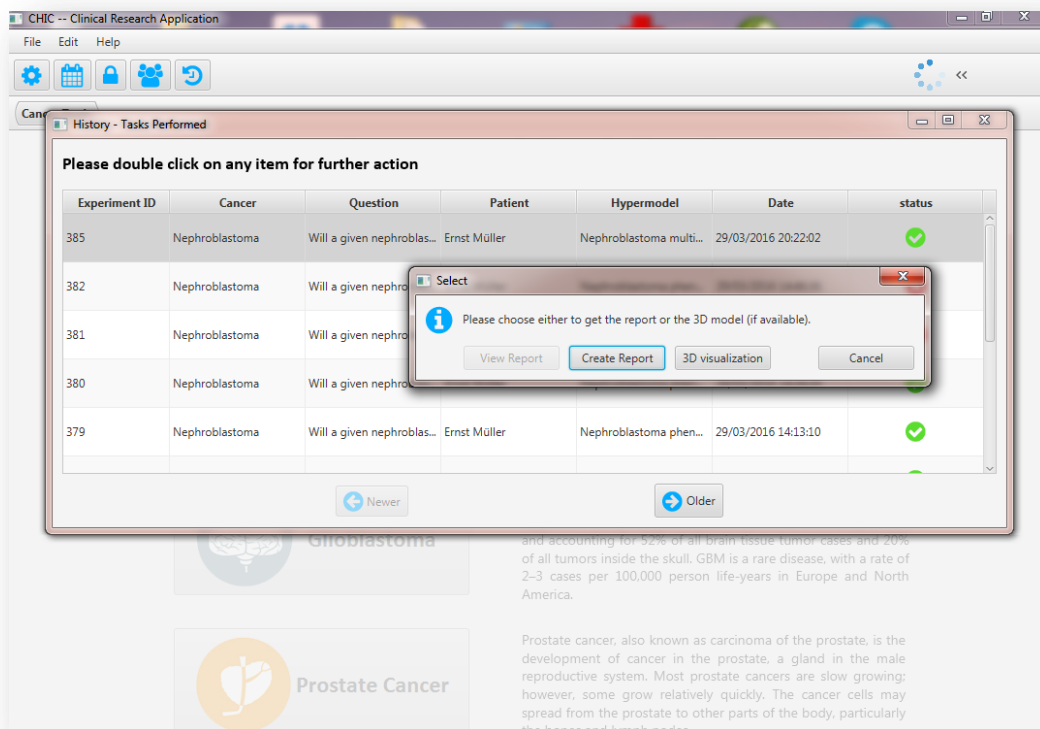 CHIC -- Clinical Research Application
File Edit Help
Please double click on any item for further action
History - Tasks Performed
Experiment ID Cancer Question Patient Hypermodel Date status
385 Nephroblastoma Will a given nephroblas... Ernst Müller Nephroblastoma multi... 29/03/2016 20:22:02
382 Nephroblastoma Will a given nephro
381 Nephroblastoma Will a given nephro
380 Nephroblastoma Will a given nephro
379 Nephroblastoma Will a given nephroblas... Ernst Müller Nephroblastoma phen... 29/03/2016 14:13:10
Select
Please choose either to get the report or the 3D model (if available).
View Report Create Report 3D visualization Cancel
Newer Older
Glioblastoma
and accounting for 52% of all brain tissue tumor cases and 20%
of all tumors inside the skull. GBM is a rare disease, with a rate of
2–3 cases per 100,000 person life-years in Europe and North
America.
Prostate Cancer
Prostate cancer, also known as carcinoma of the prostate, is the
development of cancer in the prostate, a gland in the male
reproductive system. Most prostate cancers are slow growing;
however, some grow relatively quickly. The cancer cells may
spread from the prostate to other parts of the body, particularly
the bones and lymph nodes.